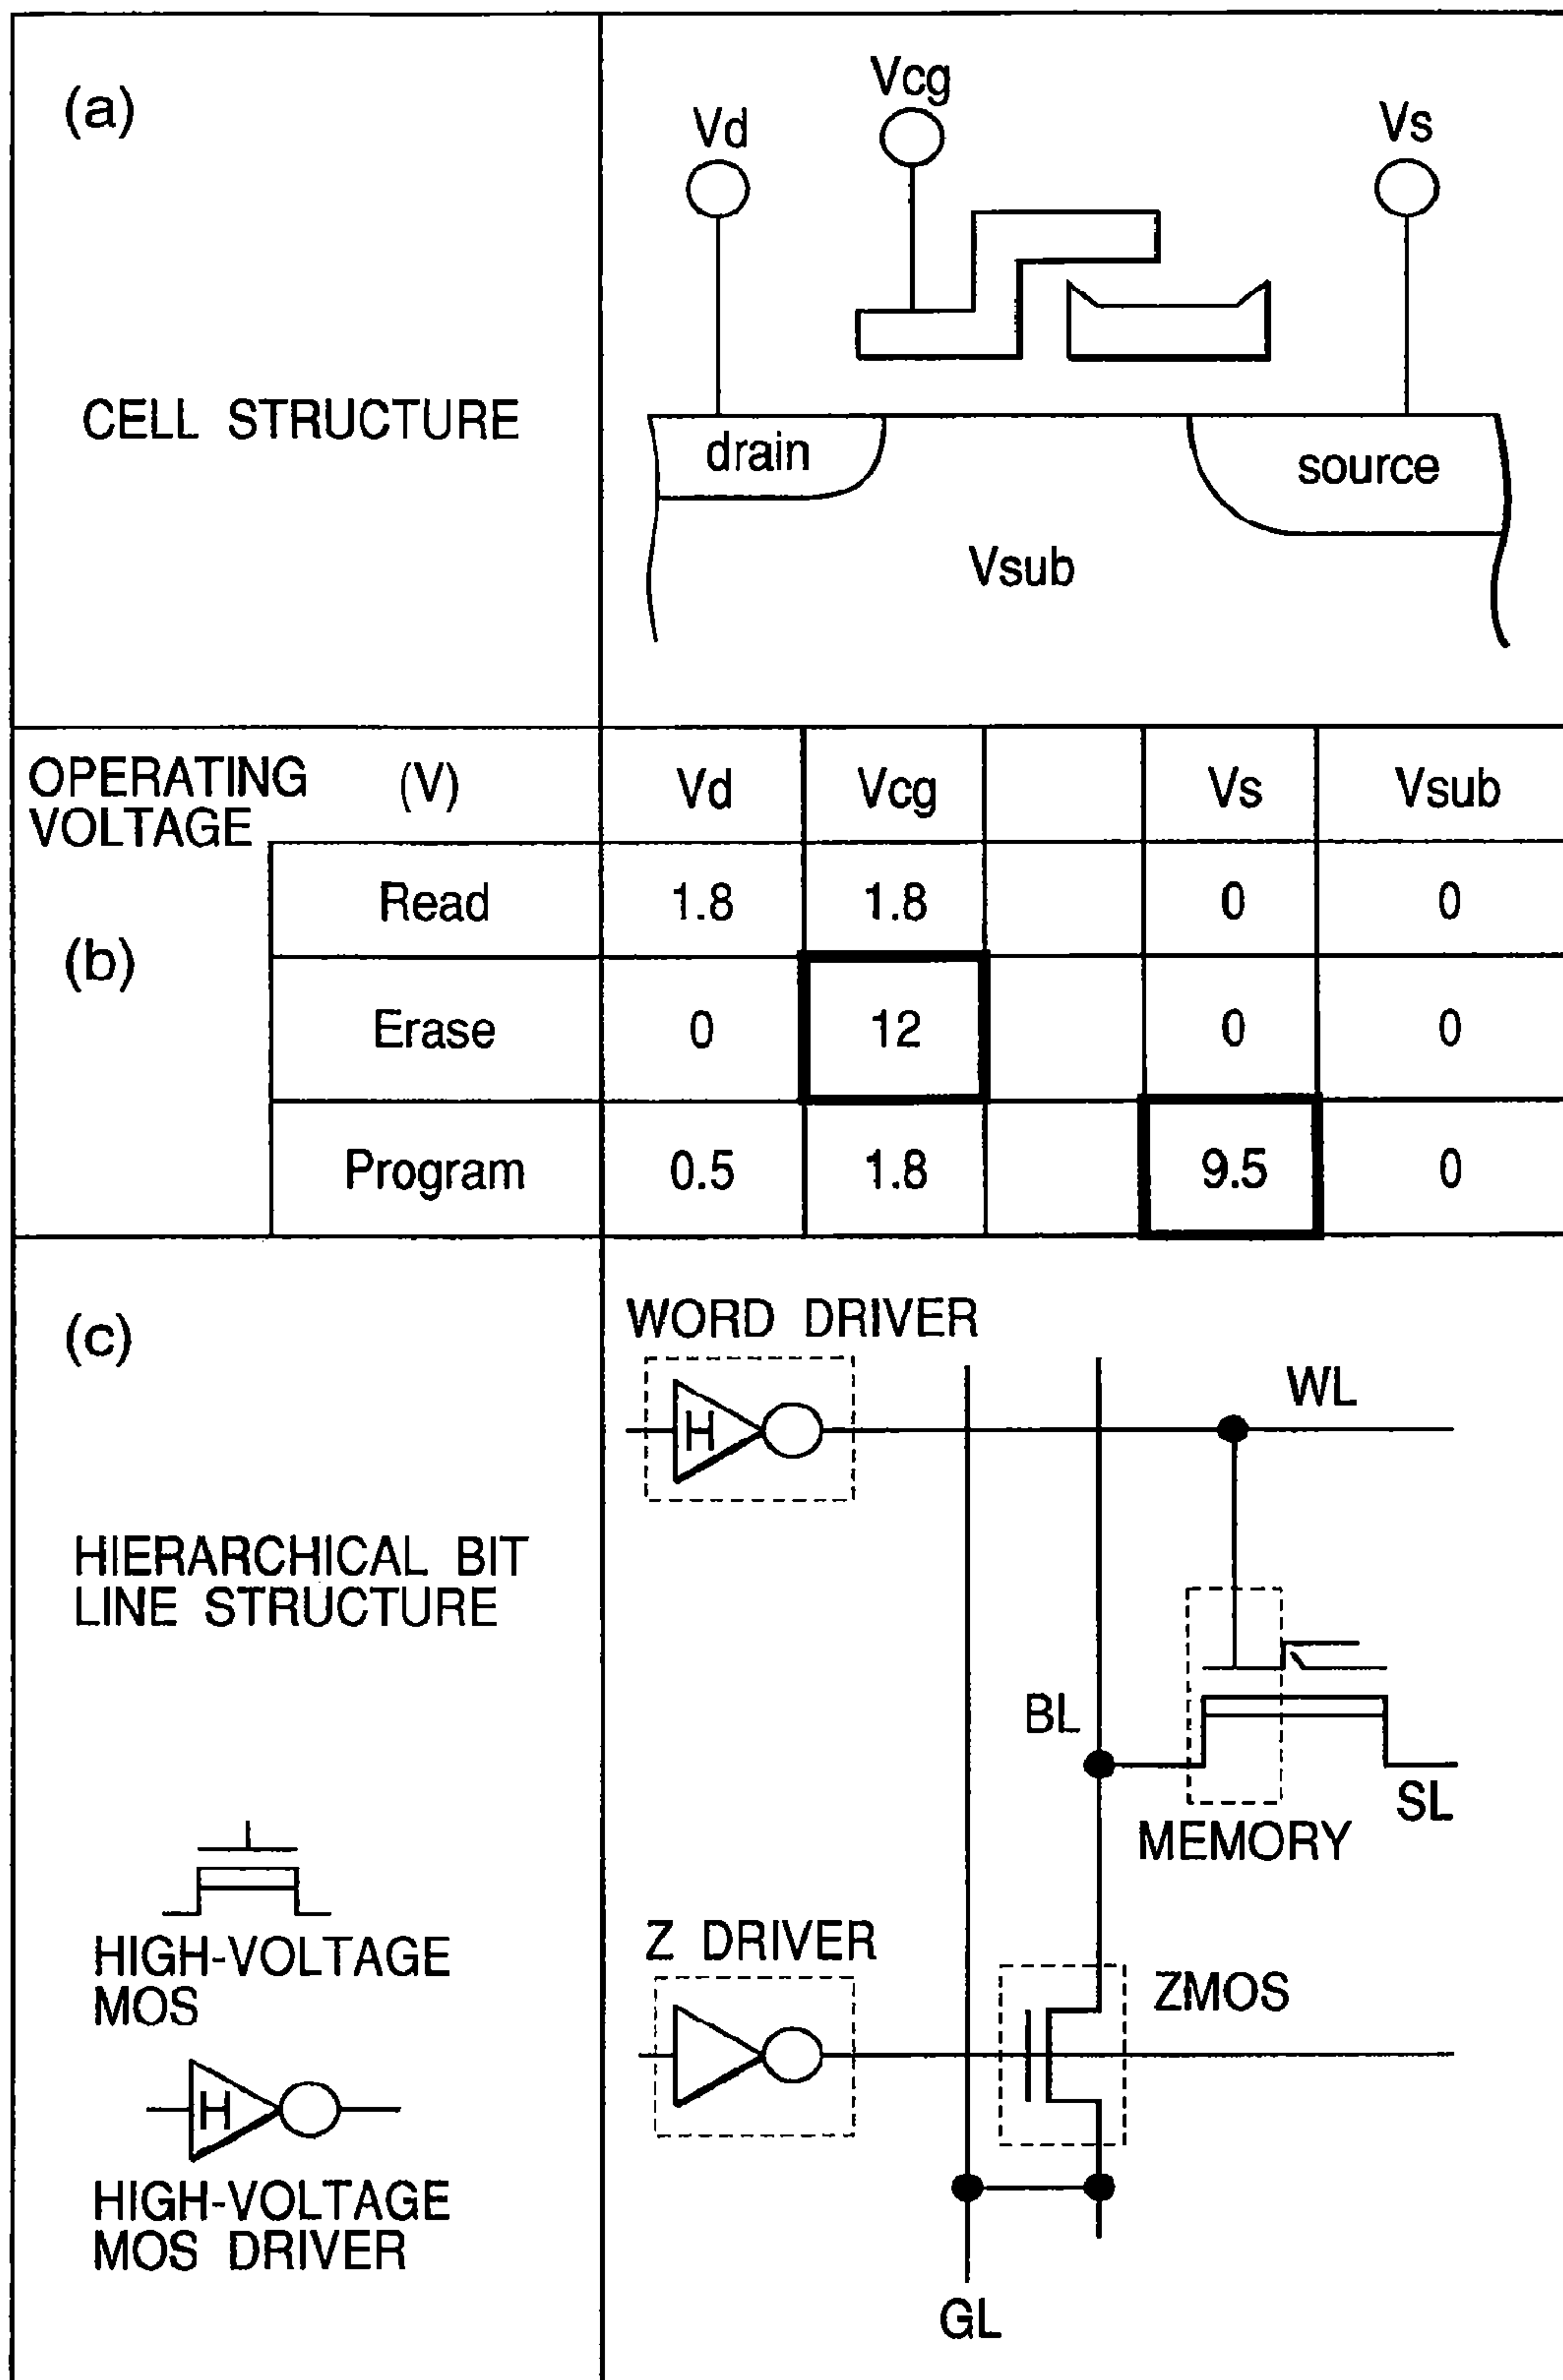 (a)
Vcg
Vd
Vs
CELL STRUCTURE
drain
source
Vsub
OPERATING VOLTAGE (V) Vd Vcg Vs Vsub
Read 1.8 1.8 0 0
(b)
Erase 0 12 0 0
Program 0.5 1.8 9.5 0
(c)
WORD DRIVER
H
WL
HIERARCHICAL BIT
LINE STRUCTURE
BL
SL
MEMORY
HIGH-VOLTAGE
MOS
Z DRIVER
ZMOS
H
HIGH-VOLTAGE
MOS DRIVER
GL